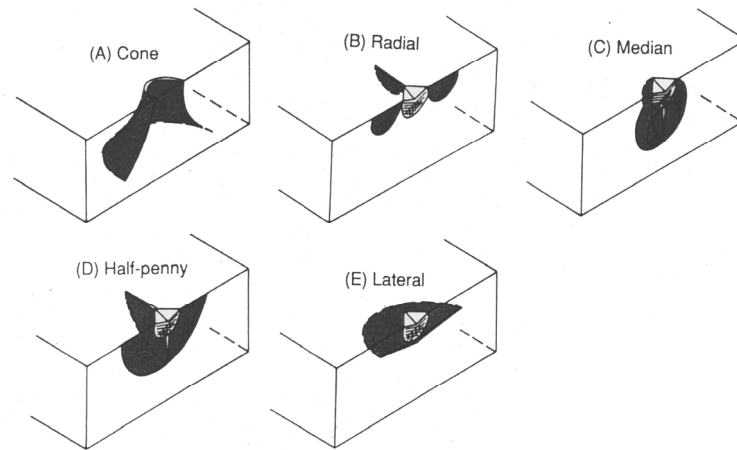 (A) Cone
(B) Radial
(C) Median
(D) Half-penny
(E) Lateral